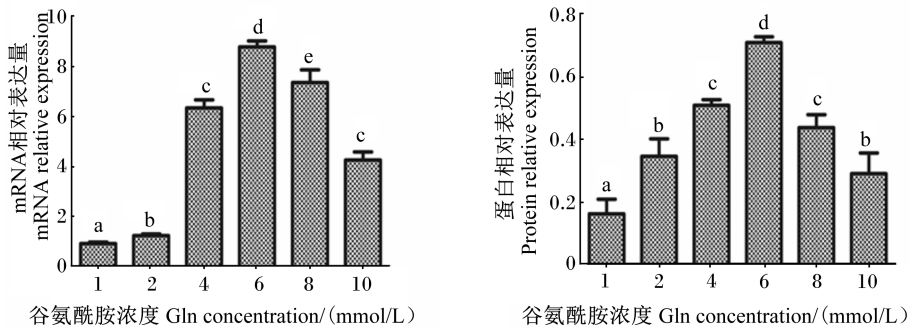 mRNA相对表达量
mRNA relative expression
10
8
6
4
2
0
a
b
c
d
e
c
1 2 4 6 8 10
谷氨酰胺浓度 Gln concentration/(mmol/L)
蛋白相对表达量
Protein relative expression
0.8
0.6
0.4
0.2
0
a
b
c
d
c
b
1 2 4 6 8 10
谷氨酰胺浓度 Gln concentration/(mmol/L)